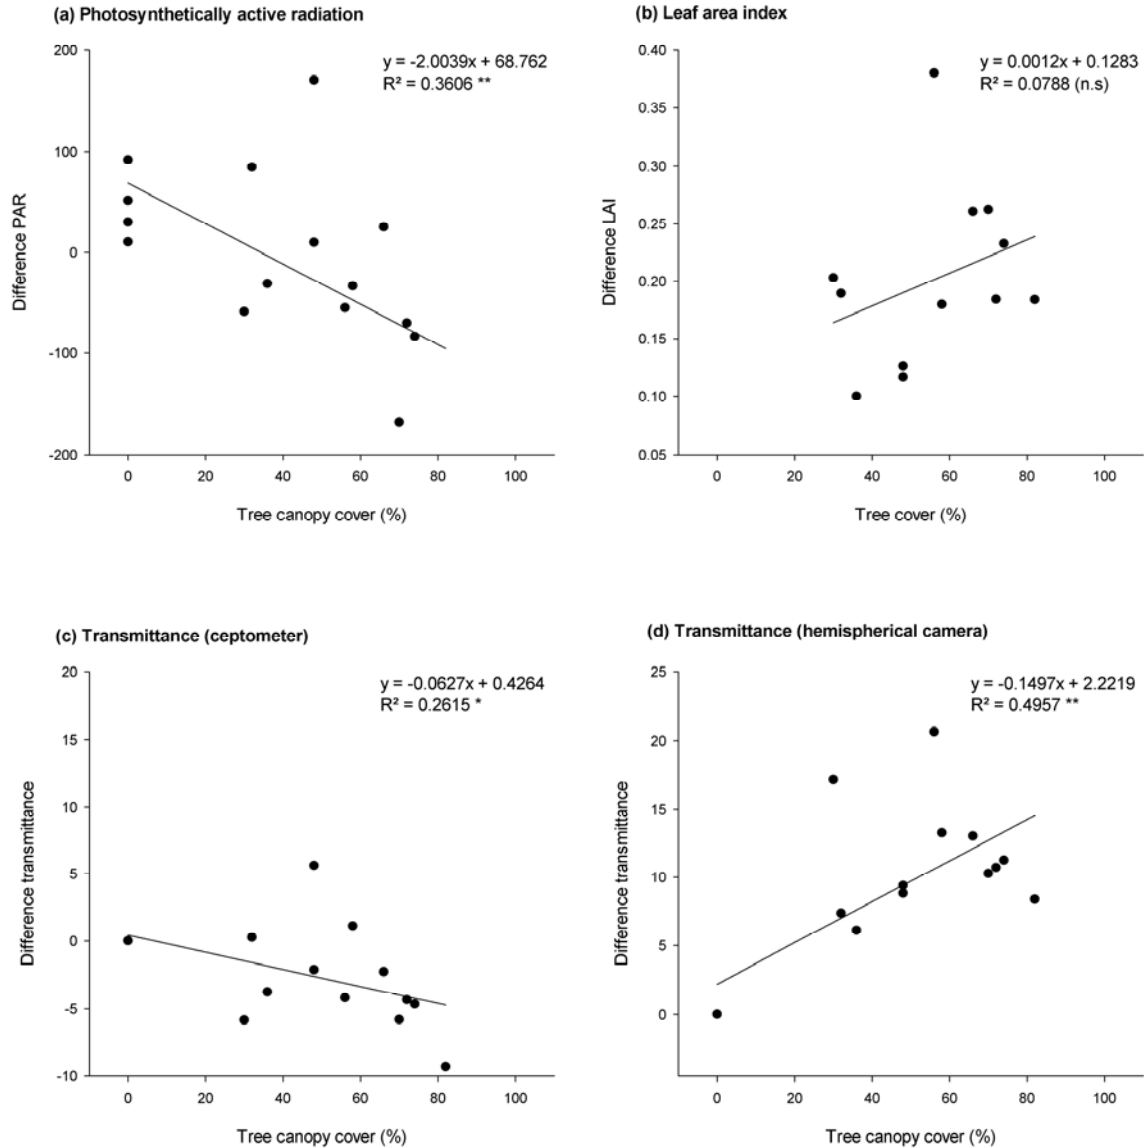 (a) Photosynthetically active radiation
y = -2.0039x + 68.762
R² = 0.3606 **
200
100
0
-100
-200
Difference PAR
0 20 40 60 80 100
Tree canopy cover (%)
(b) Leaf area index
y = 0.0012x + 0.1283
R² = 0.0788 (n.s)
0.40
0.35
0.30
0.25
0.20
0.15
0.10
0.05
Difference LAI
0 20 40 60 80 100
Tree cover (%)
(c) Transmittance (ceptometer)
y = -0.0627x + 0.4264
R² = 0.2615 *
20
15
10
5
0
-5
-10
Difference transmittance
0 20 40 60 80 100
Tree canopy cover (%)
(d) Transmittance (hemispherical camera)
y = -0.1497x + 2.2219
R² = 0.4957 **
25
20
15
10
5
0
Difference transmittance
0 20 40 60 80 100
Tree canopy cover (%)